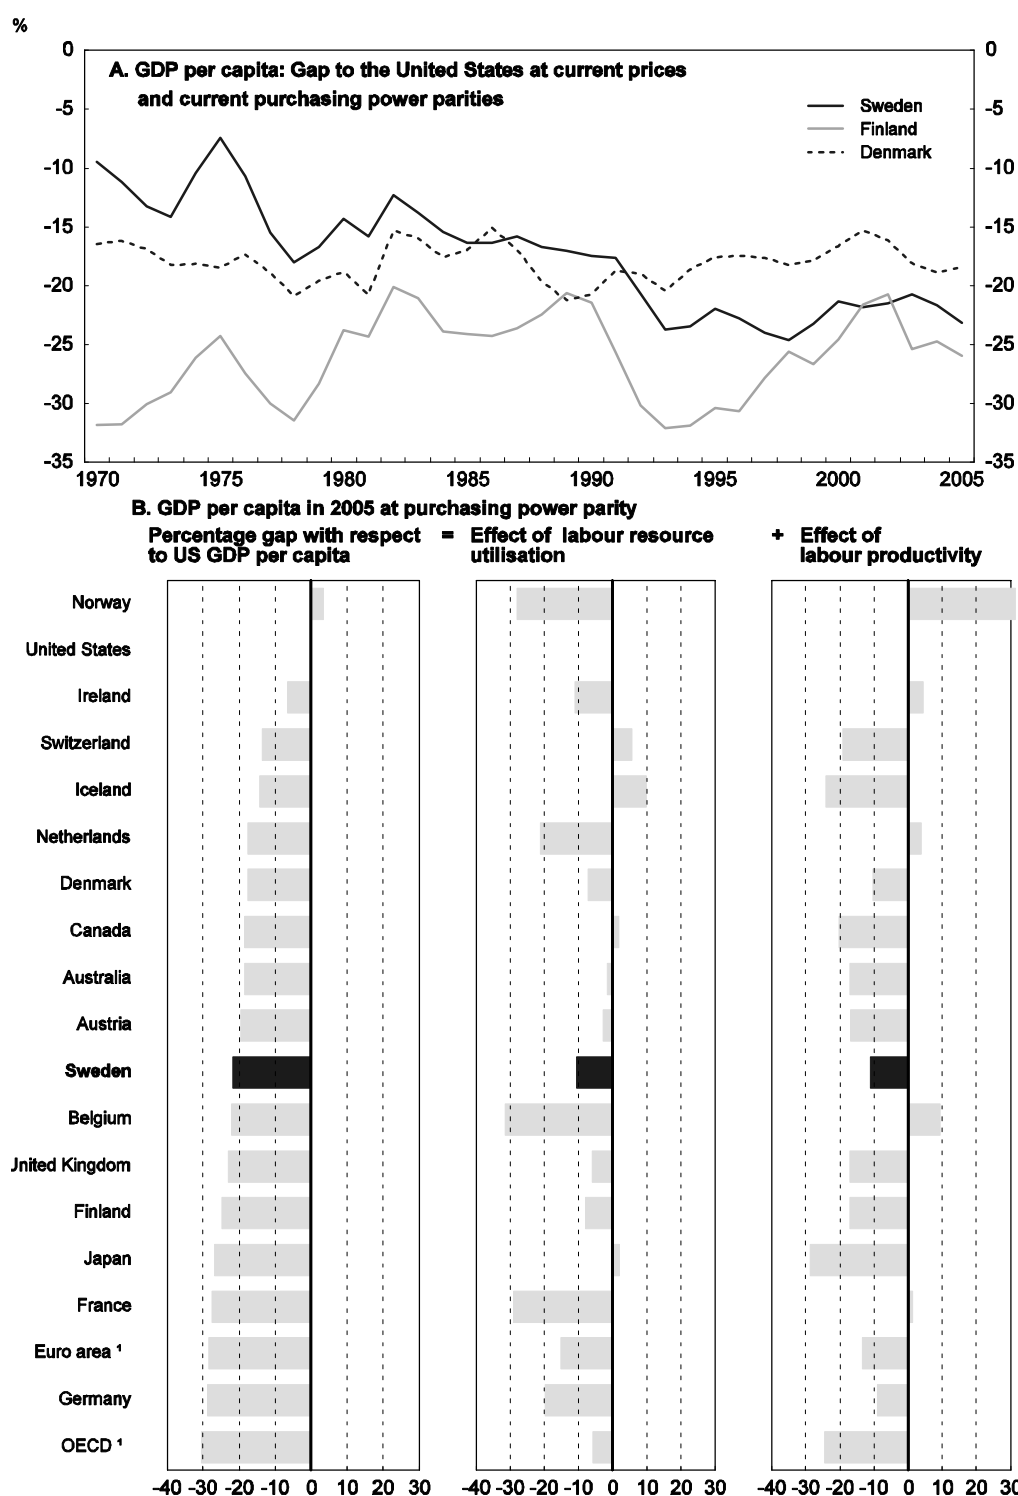 %
0 0
A. GDP per capita: Gap to the United States at current prices
and current purchasing power parities
-5 -5
Sweden
Finland
Denmark
-10 -10
-15 -15
-20 -20
-25 -25
-30 -30
-35 -35
1970 1975 1980 1985 1990 1995 2000 2005
B. GDP per capita in 2005 at purchasing power parity
Percentage gap with respect = Effect of labour resource + Effect of
to US GDP per capita utilisation labour productivity
Norway
United States
Ireland
Switzerland
Iceland
Netherlands
Denmark
Canada
Australia
Austria
Sweden
Belgium
United Kingdom
Finland
Japan
France
Euro area ¹
Germany
OECD ¹
-40 -30 -20 -10 0 10 20 30 -40 -30 -20 -10 0 10 20 30 -40 -30 -20 -10 0 10 20 30